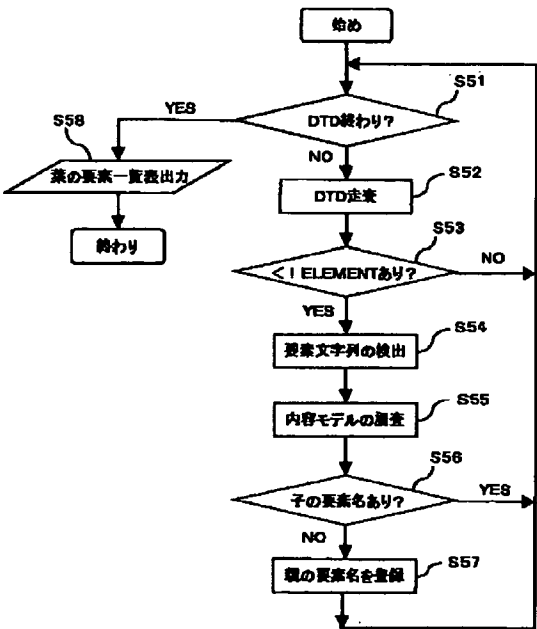 始め
S51
DTD終わり?
YES
NO
S58
葉の要素一覧表出力
終わり
S52
DTD走査
S53
<!ELEMENTあり?
NO
YES
S54
要素文字列の検出
S55
内容モデルの調査
S56
子の要素名あり?
YES
NO
S57
親の要素名を登録